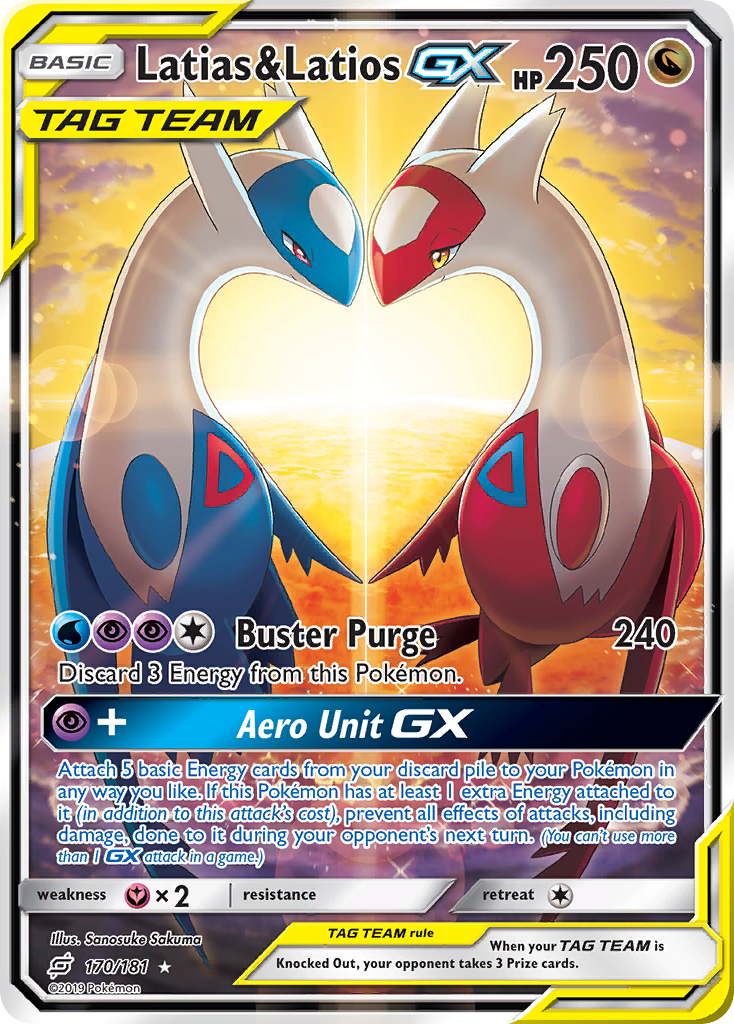 BASIC Latias&Latios GX HP250
TAG TEAM
Buster Purge 240
Discard 3 Energy from this Pokémon.
+ Aero Unit GX
Attach 5 basic Energy cards from your discard pile to your Pokémon in
any way you like. If this Pokémon has at least 1 extra Energy attached to
it (in addition to this attack's cost), prevent all effects of attacks, including
damage, done to it during your opponent's next turn. (You can't use more
than 1 GX attack in a game.)
weakness ×2 resistance retreat
Illus. Sanosuke Sakuma
TAG TEAM rule
When your TAG TEAM is
Knocked Out, your opponent takes 3 Prize cards.
170/181
©2019 Pokémon